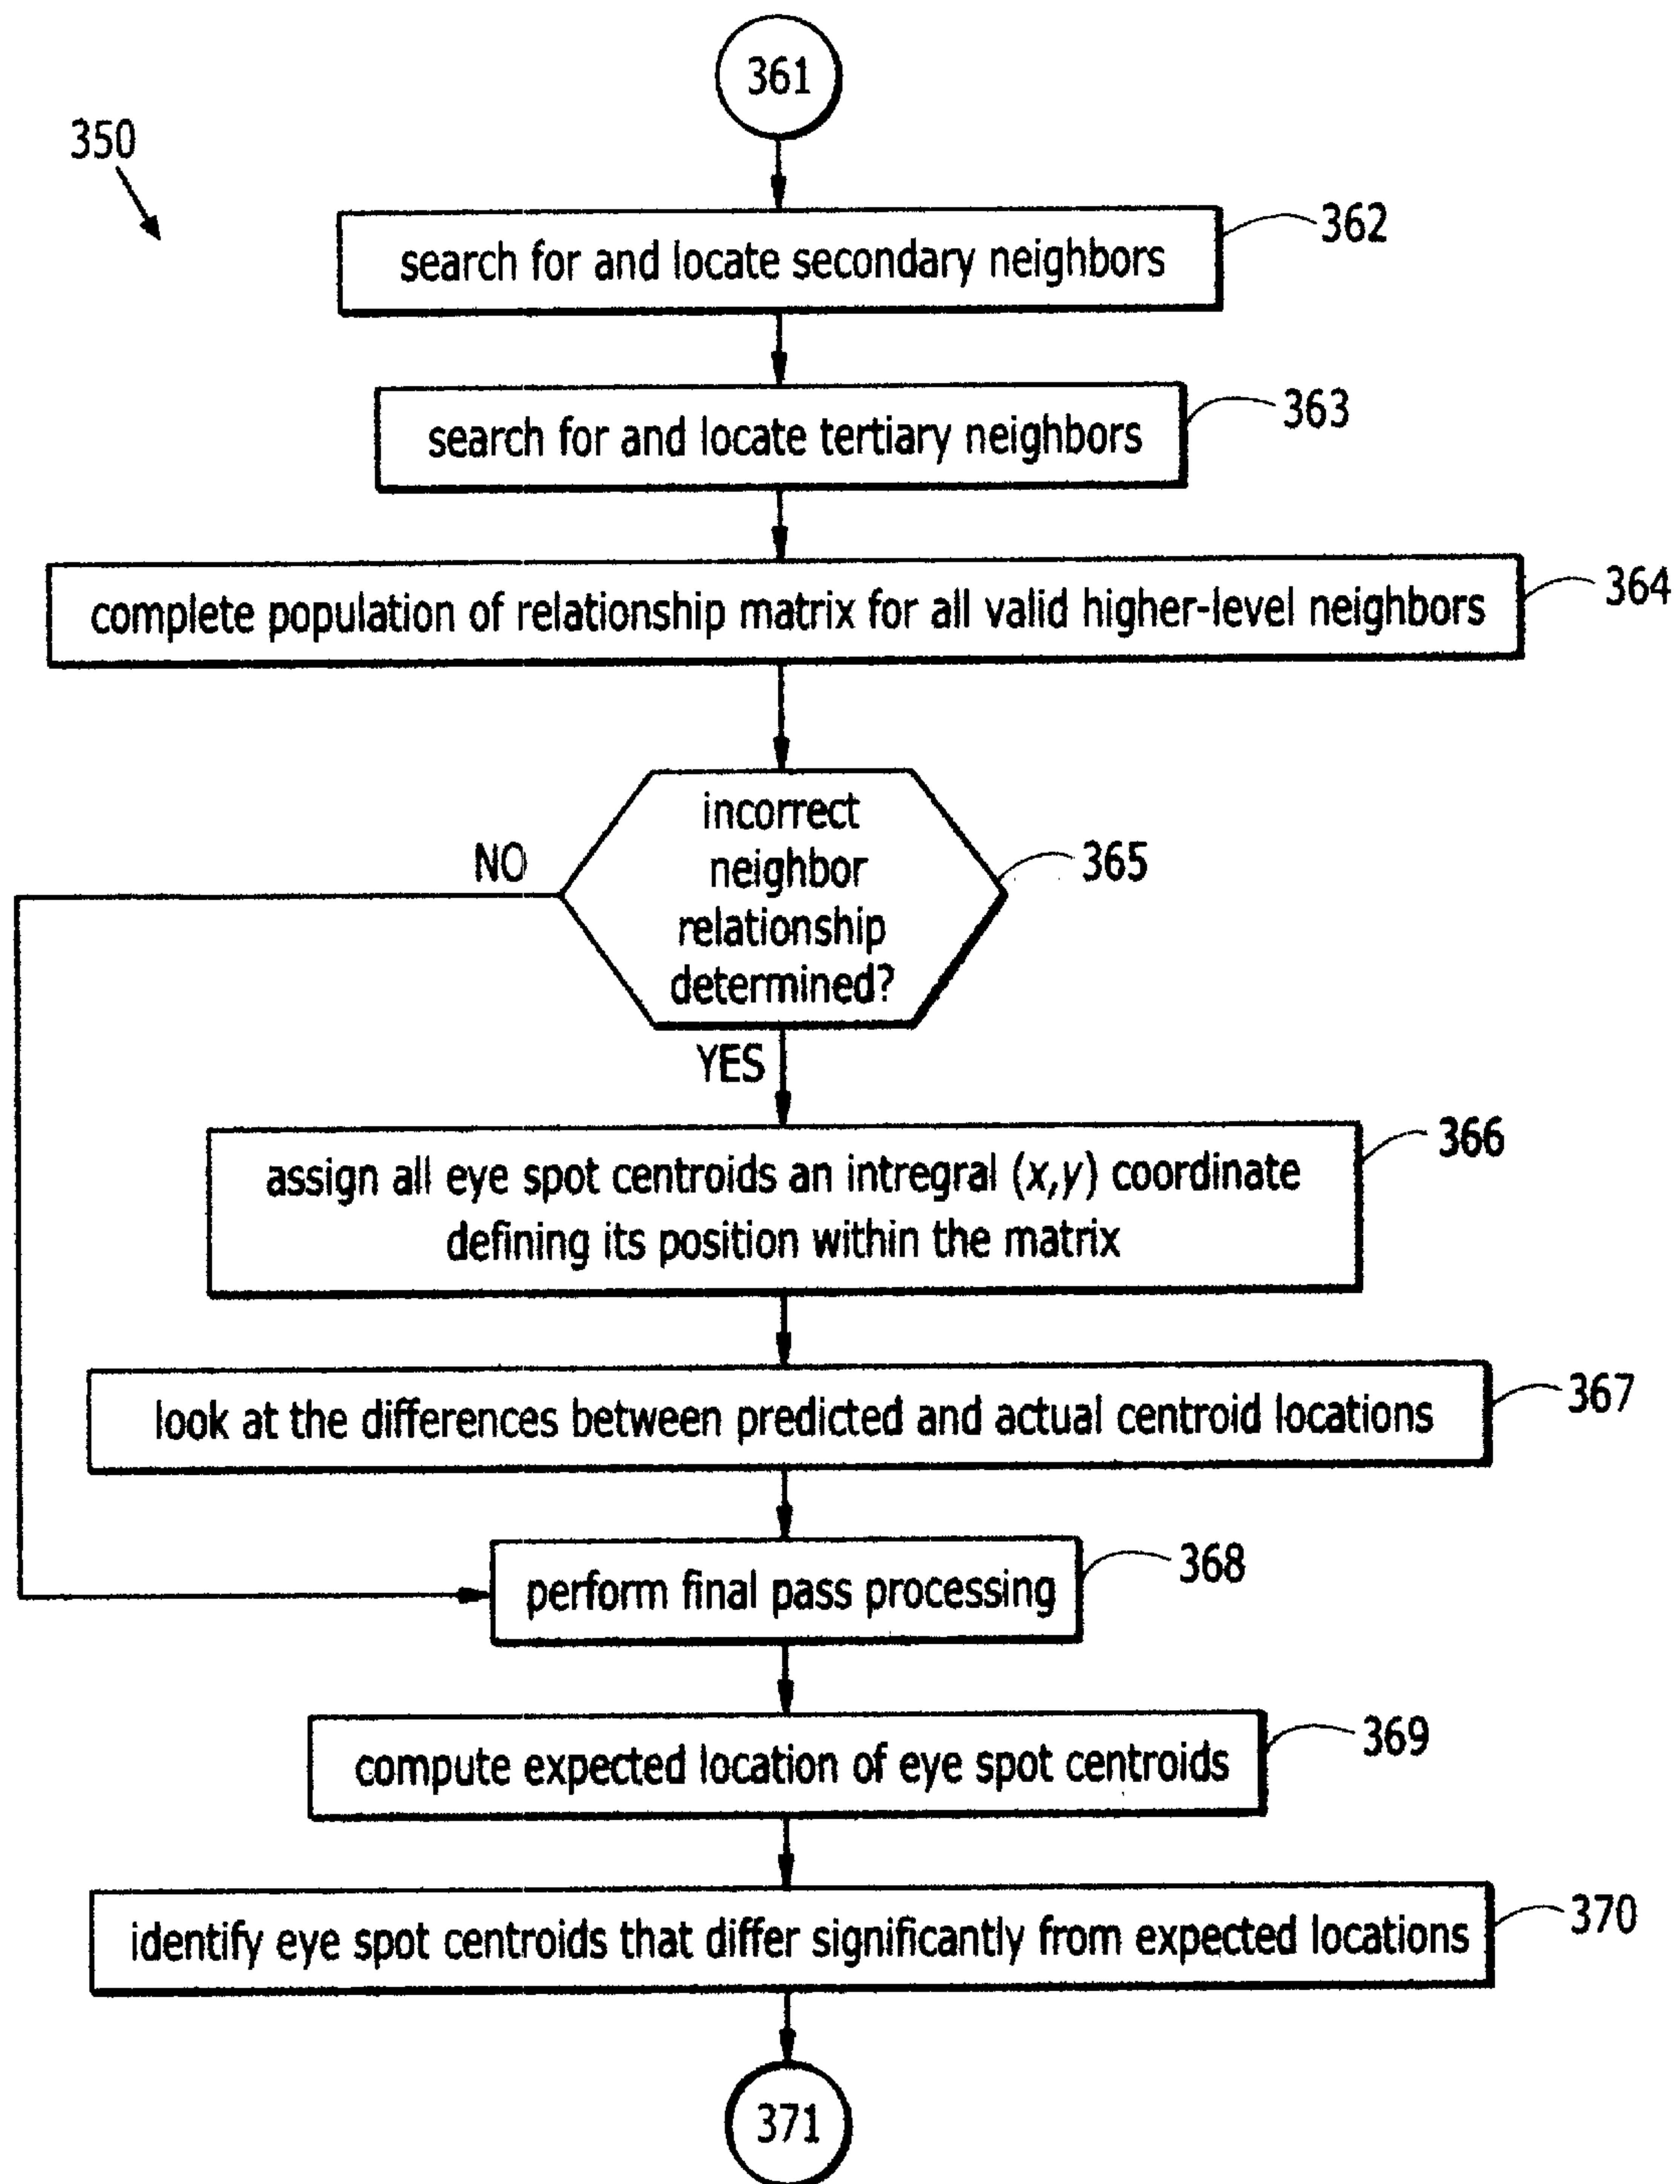 361
350
362
search for and locate secondary neighbors
363
search for and locate tertiary neighbors
364
complete population of relationship matrix for all valid higher-level neighbors
incorrect
neighbor
relationship
determined?
365
NO
YES
366
assign all eye spot centroids an intregral (x,y) coordinate
defining its position within the matrix
367
look at the differences between predicted and actual centroid locations
368
perform final pass processing
369
compute expected location of eye spot centroids
370
identify eye spot centroids that differ significantly from expected locations
371